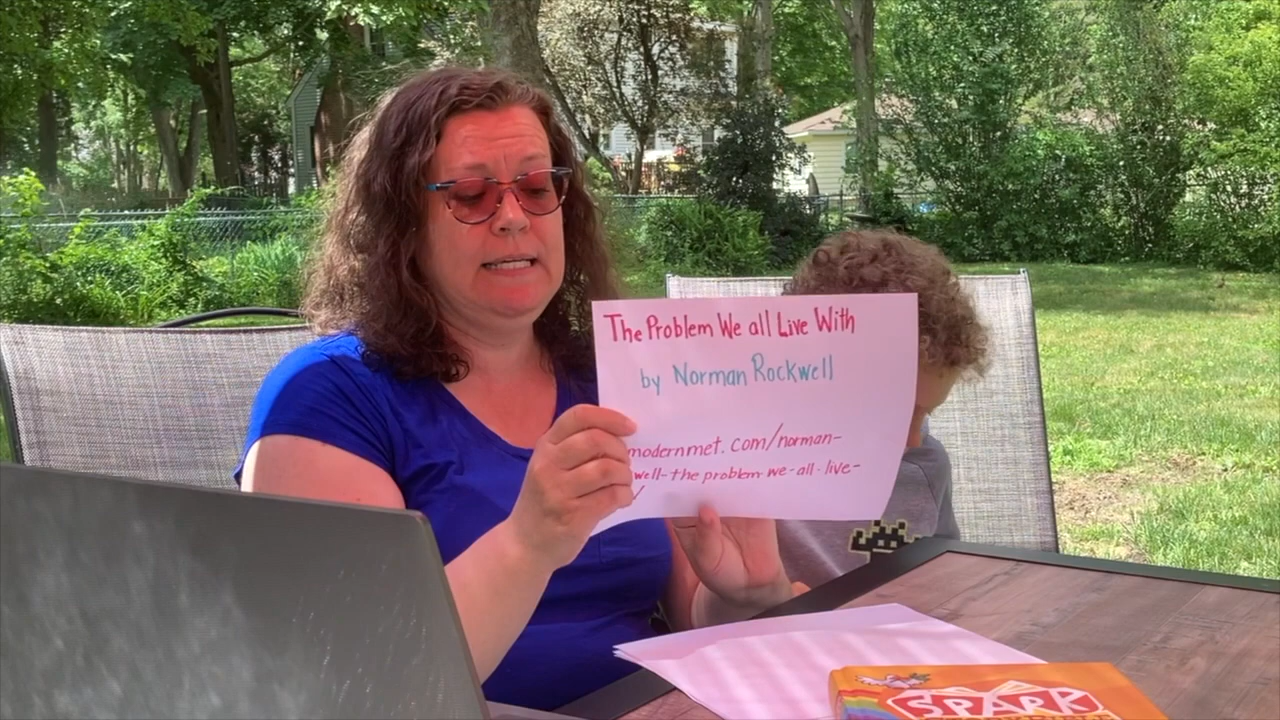 The Problem We all Live With
by Norman Rockwell
modernmet.com/norman-
well-the problem-we-all-live-
/
SPARK